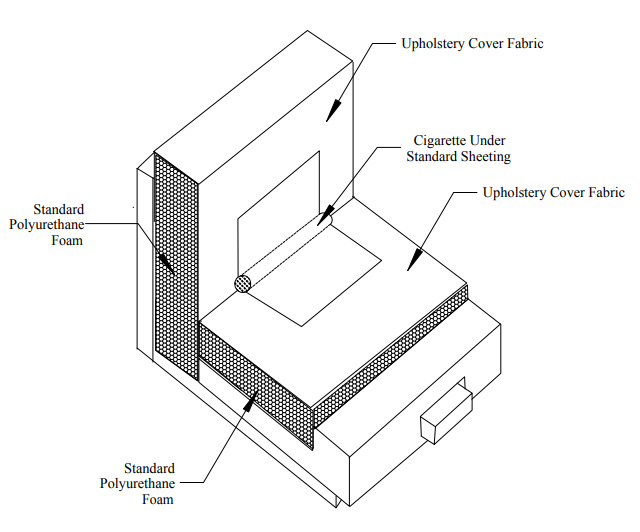 Upholstery Cover Fabric
Cigarette Under
Standard Sheeting
Upholstery Cover Fabric
Standard
Polyurethane
Foam
Standard
Polyurethane
Foam